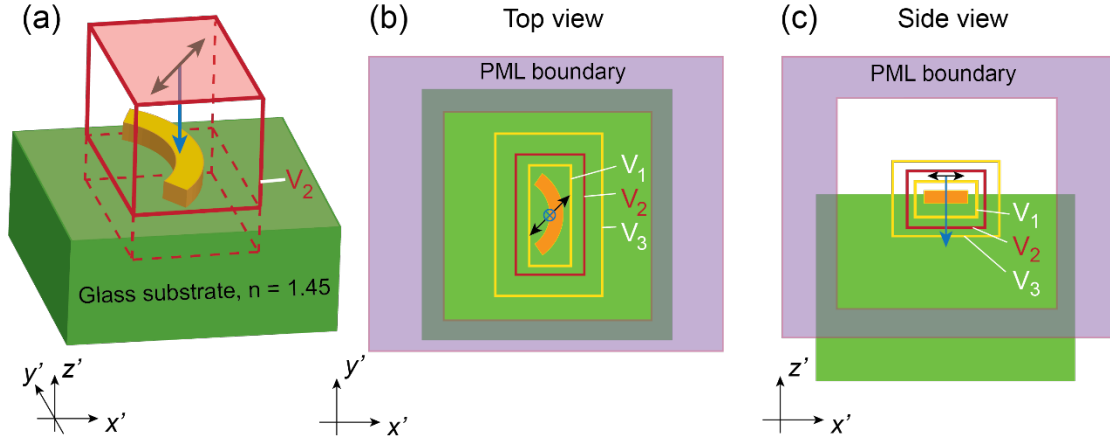 (a)
V2
Glass substrate, n = 1.45
y’
z’
x’
(b)
Top view
PML boundary
V1
V2
V3
y’
x’
(c)
Side view
PML boundary
V1
V2
V3
z’
x’